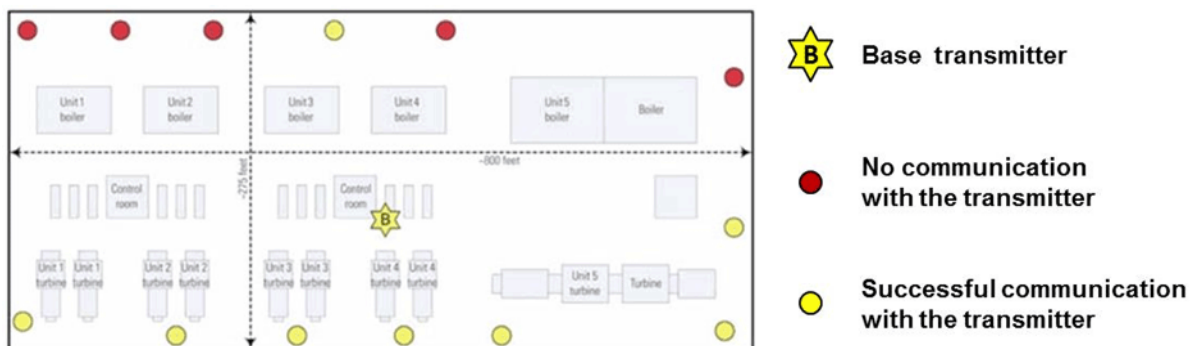 B
Base transmitter
Unit 1
boiler
Unit 2
boiler
Unit 3
boiler
Unit 4
boiler
Unit 5
boiler
Boiler
~275 feet
~800 feet
No communication
with the transmitter
Control
room
Control
room
B
Unit 1
turbine
Unit 1
turbine
Unit 2
turbine
Unit 2
turbine
Unit 3
turbine
Unit 3
turbine
Unit 4
turbine
Unit 4
turbine
Unit 5
turbine
Turbine
Successful communication
with the transmitter